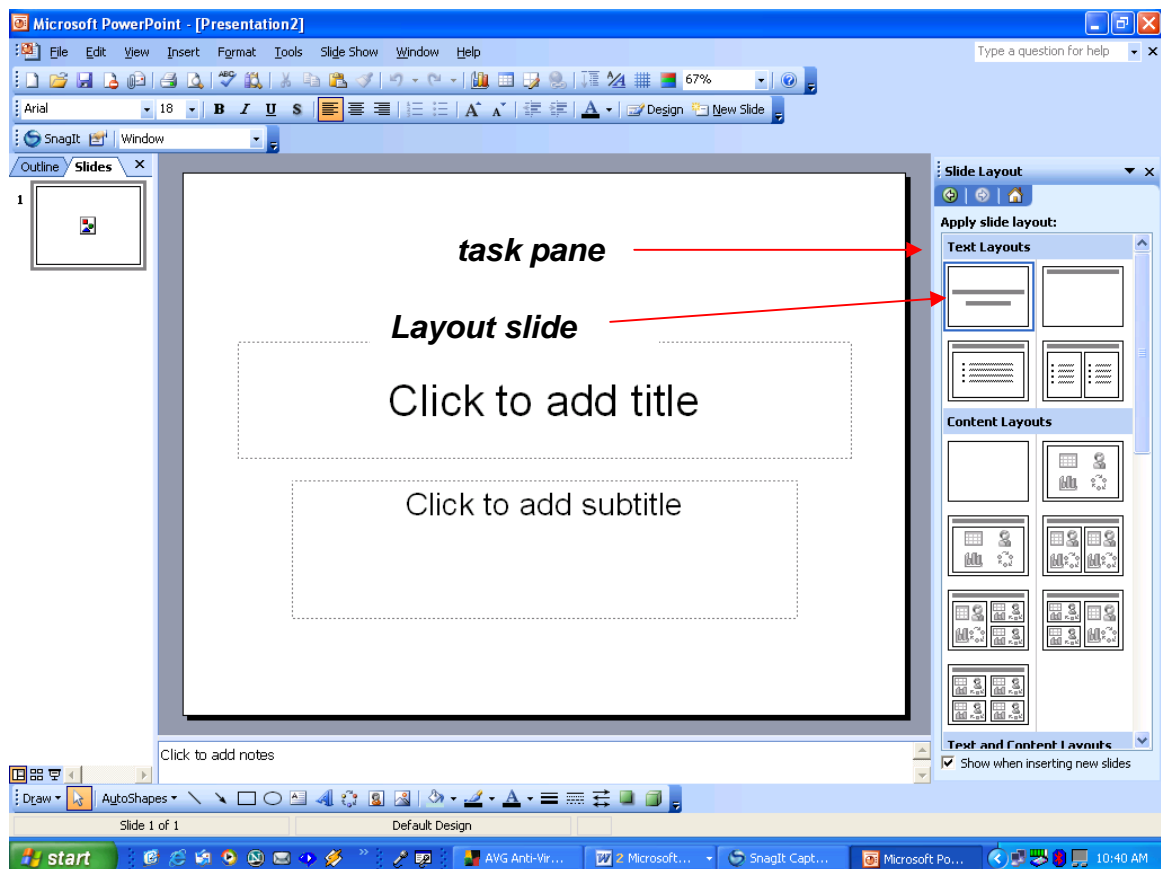 Microsoft PowerPoint - [Presentation2]
File Edit View Insert Format Tools Slide Show Window Help Type a question for help
67%
Arial 18 B I U S A A A Design New Slide
SnagIt Window
Outline Slides
1
Slide Layout
Apply slide layout:
Text Layouts
task pane
Layout slide
Click to add title
Click to add subtitle
Content Layouts
Text and Content Layouts
Show when inserting new slides
Click to add notes
Draw AutoShapes A A
Slide 1 of 1 Default Design
start AVG Anti-Vir... 2 Microsoft... SnagIt Capt... Microsoft Po... 10:40 AM